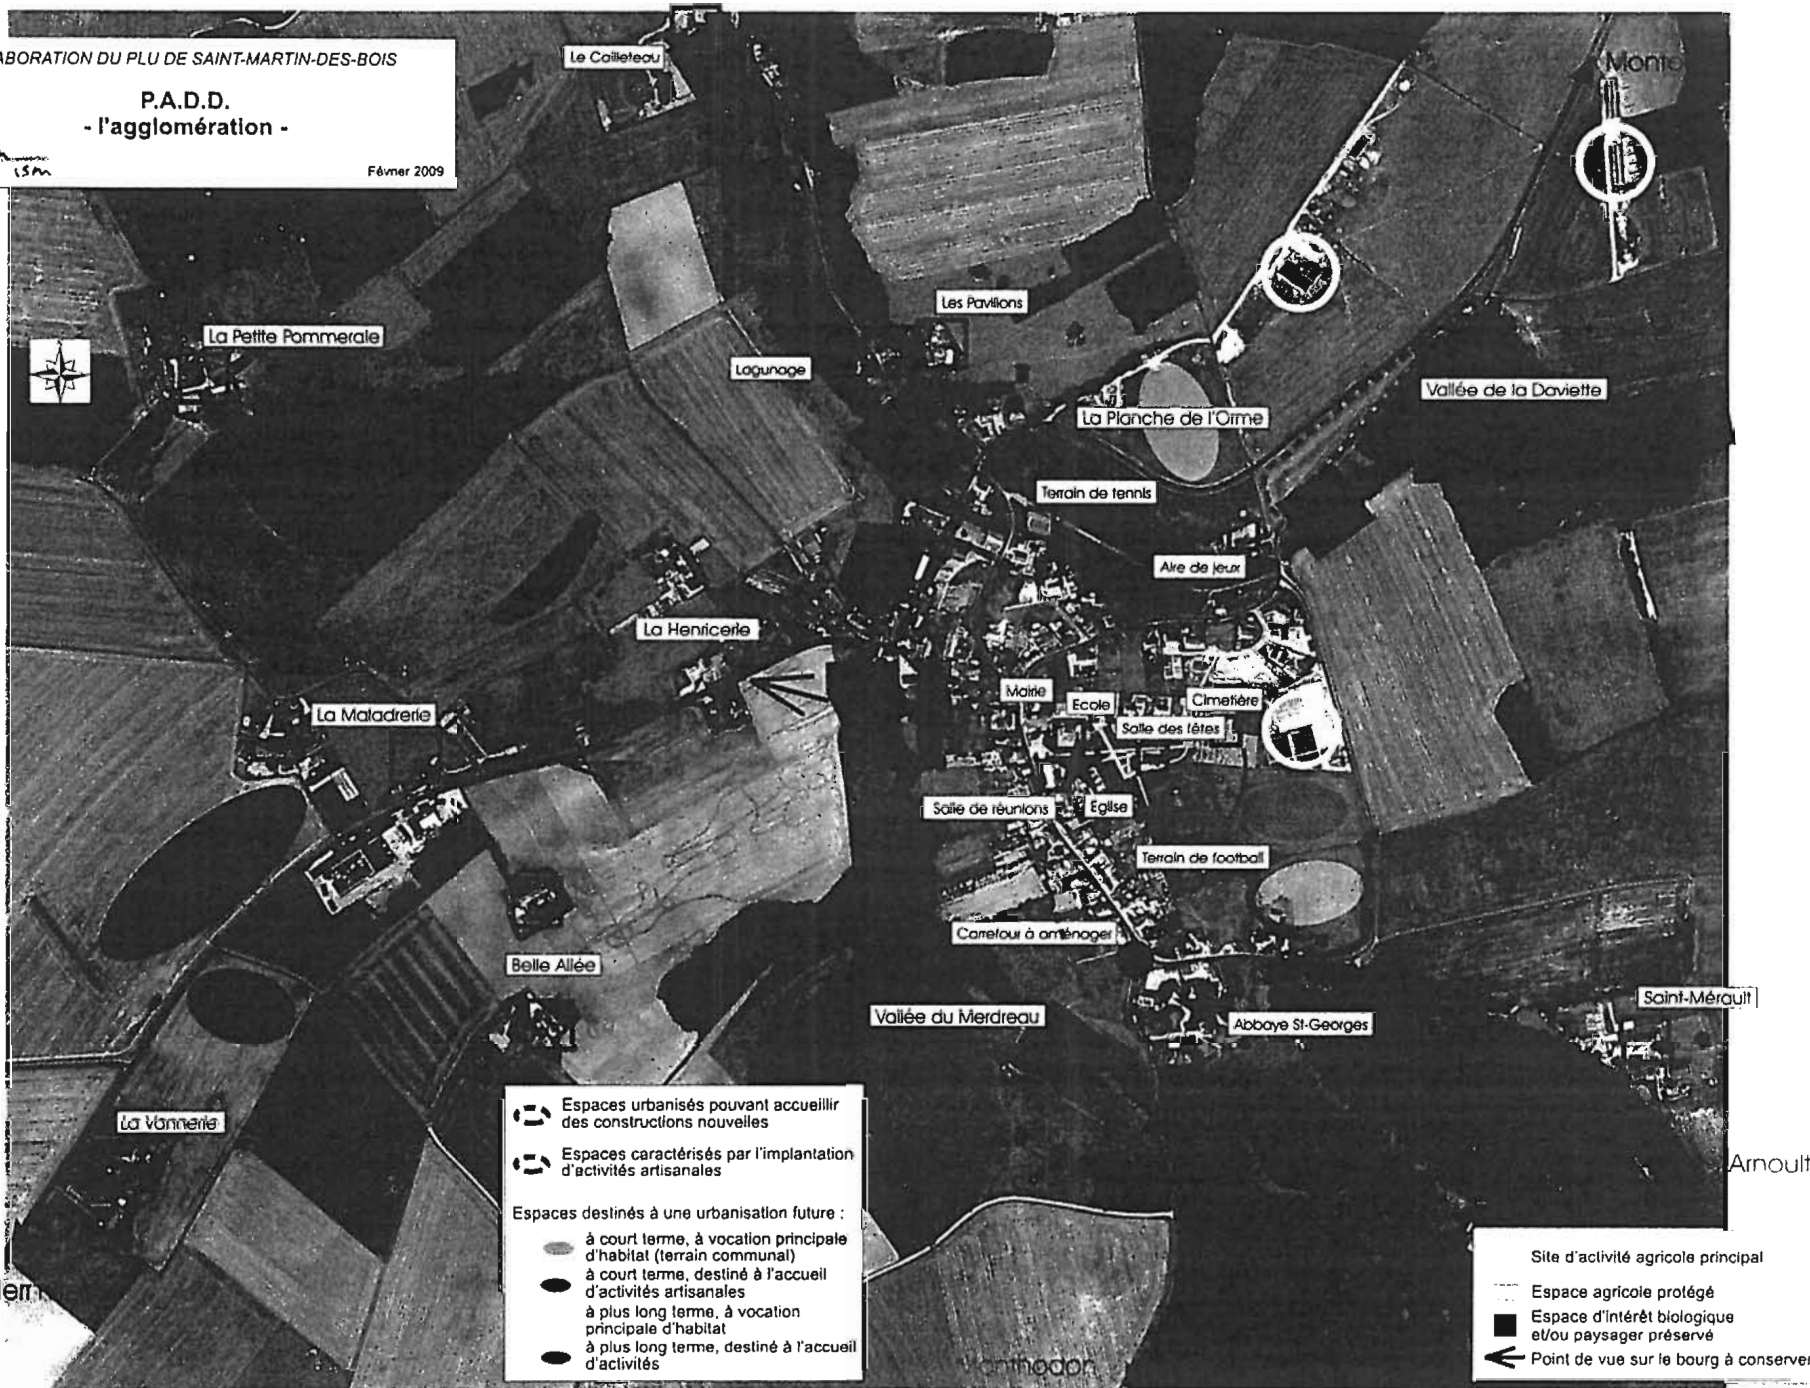 ABORATION DU PLU DE SAINT-MARTIN-DES-BOIS
P.A.D.D.
- l'agglomération -
ism
Février 2009
Le Cailleteau
La Petite Pommeraie
Lagunage
Les Pavillons
La Planche de l'Orme
Vallée de la Daviette
Terrain de tennis
Aire de jeux
La Henricerie
La Maladrerie
Mairie
Ecole
Cimetière
Salle des fêtes
Salle de réunions
Eglise
Terrain de football
Carrefour à aménager
Belle Allée
Vallée du Merdreau
Abbaye St-Georges
Saint-Mérault
La Vannerie
Arnoult
Espaces urbanisés pouvant accueillir
des constructions nouvelles
Espaces caractérisés par l'implantation
d'activités artisanales
Espaces destinés à une urbanisation future :
à court terme, à vocation principale
d'habitat (terrain communal)
à court terme, destiné à l'accueil
d'activités artisanales
à plus long terme, à vocation
principale d'habitat
à plus long terme, destiné à l'accueil
d'activités
Site d'activité agricole principal
Espace agricole protégé
Espace d'intérêt biologique
et/ou paysager préservé
Point de vue sur le bourg à conserver